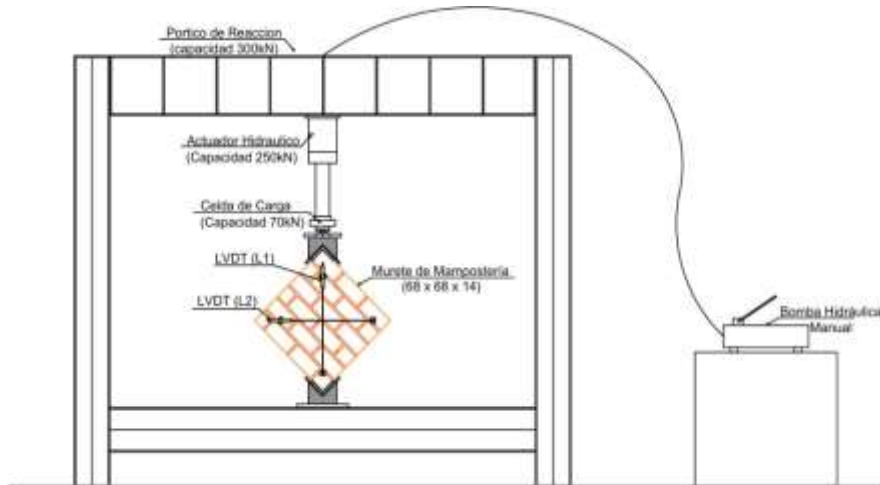 Portico de Reaccion
(capacidad 300kN)
Actuador Hidraulico
(Capacidad 250kN)
Celda de Carga
(Capacidad 70kN)
LVDT (L1)
Murete de Mampostería
(68 x 68 x 14)
LVDT (L2)
Bomba Hidráulica
Manual